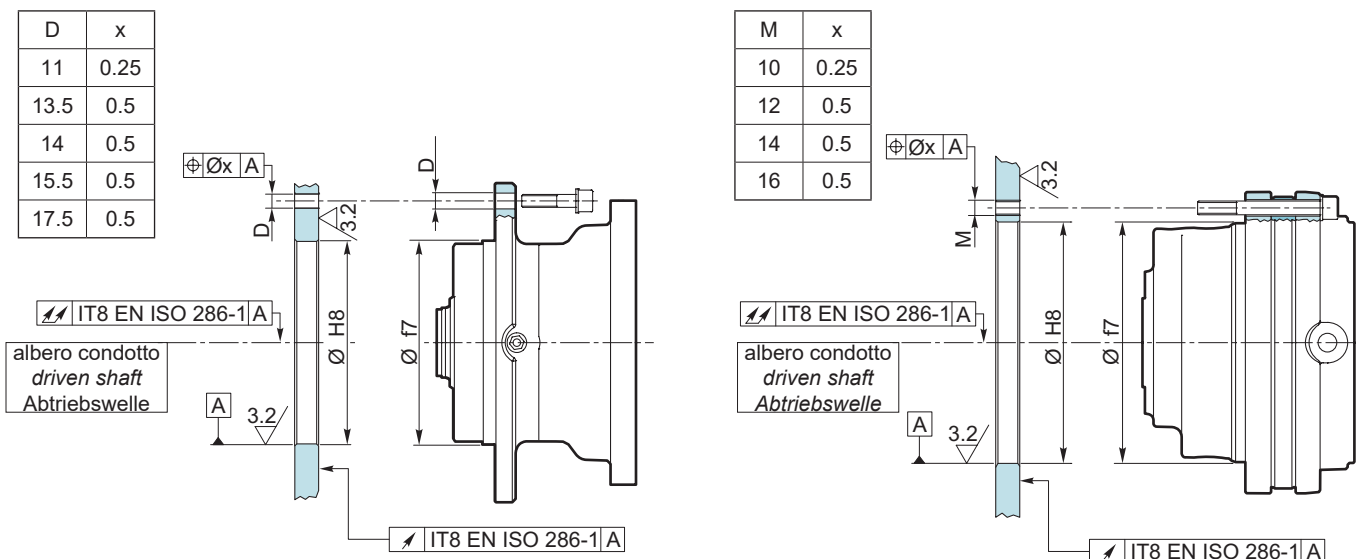 D x
11 0.25
13.5 0.5
14 0.5
15.5 0.5
17.5 0.5
⌖ Øx A
D
3.2
D
IT8 EN ISO 286-1 A
albero condotto
driven shaft
Abtriebswelle
Ø H8
Ø f7
A
3.2
IT8 EN ISO 286-1 A
M x
10 0.25
12 0.5
14 0.5
16 0.5
⌖ Øx A
3.2
M
IT8 EN ISO 286-1 A
albero condotto
driven shaft
Abtriebswelle
Ø H8
Ø f7
A
3.2
IT8 EN ISO 286-1 A